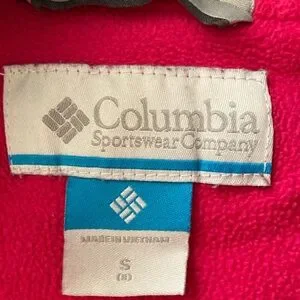 Columbia
Sportswear Company
MADE IN VIETNAM
S
(8)